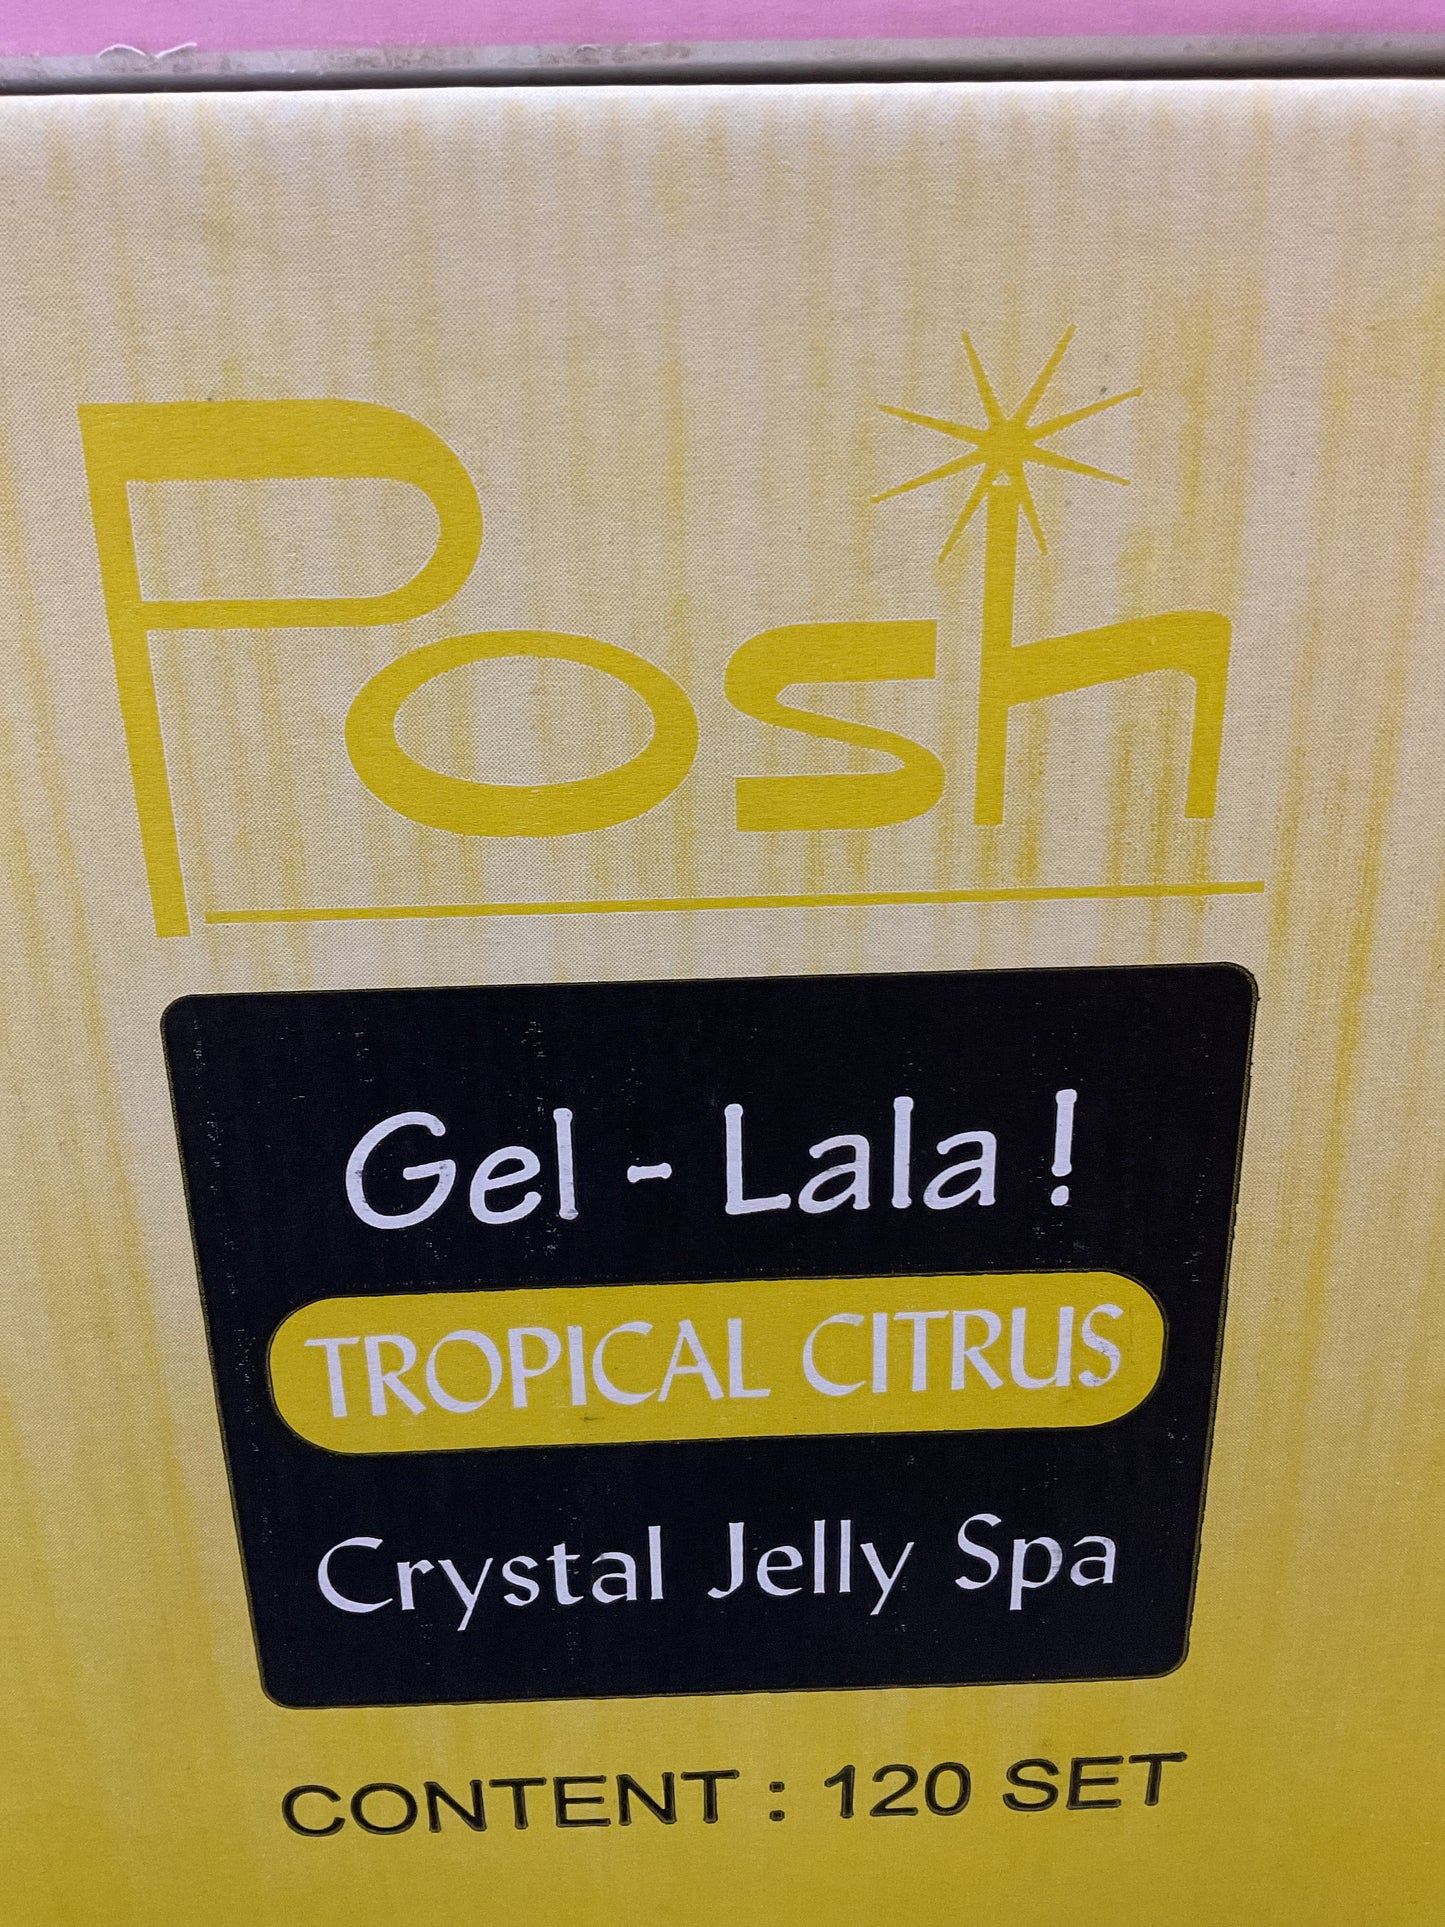 Posh
Gel - Lala !
TROPICAL CITRUS
Crystal Jelly Spa
CONTENT : 120 SET